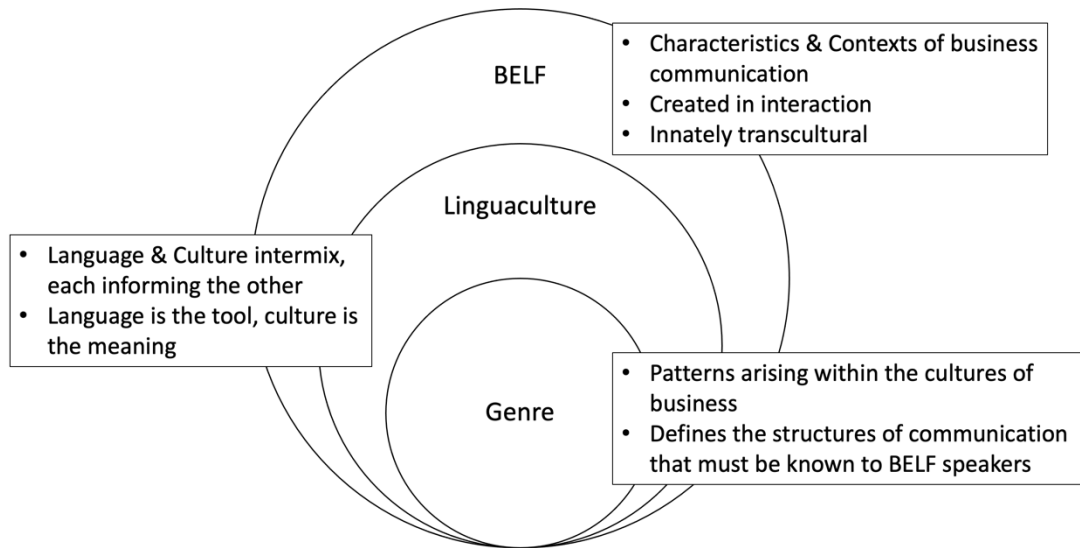 BELF
• Characteristics & Contexts of business
communication
• Created in interaction
• Innately transcultural
Linguaculture
• Language & Culture intermix,
each informing the other
• Language is the tool, culture is
the meaning
Genre
• Patterns arising within the cultures of
business
• Defines the structures of communication
that must be known to BELF speakers